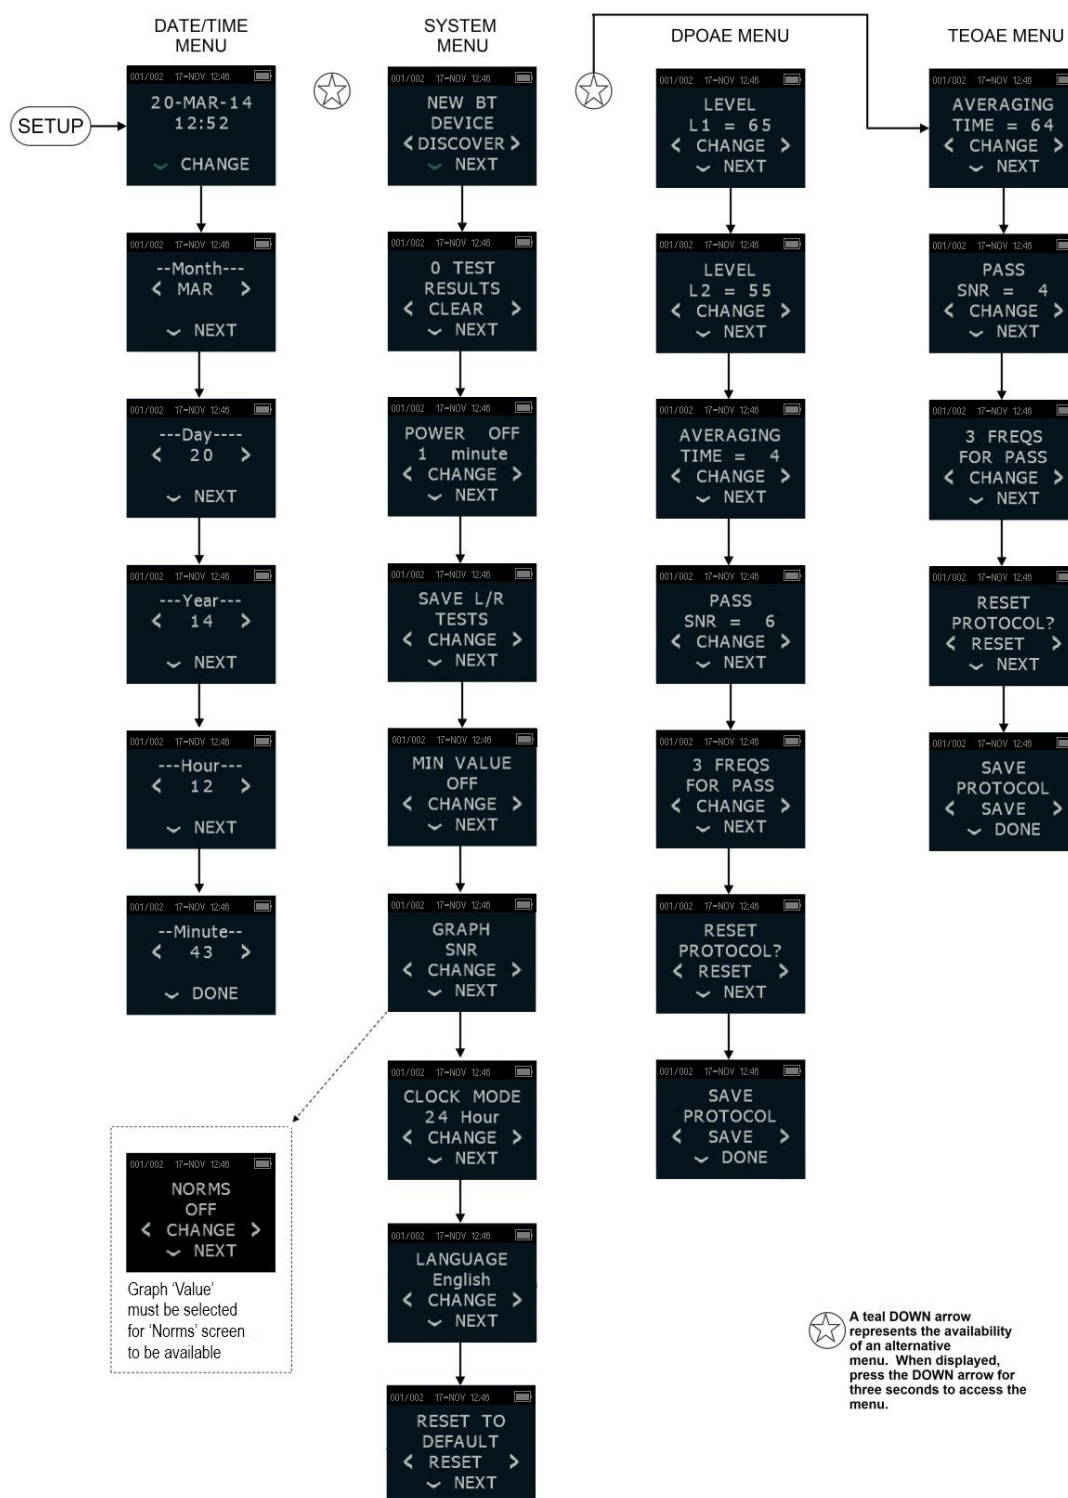 DATE/TIME
MENU
SETUP
001/002 17-NOV 12:46
20-MAR-14
12:52
CHANGE
001/002 17-NOV 12:46
--Month---
< MAR >
NEXT
001/002 17-NOV 12:46
---Day----
< 20 >
NEXT
001/002 17-NOV 12:46
---Year---
< 14 >
NEXT
001/002 17-NOV 12:46
---Hour---
< 12 >
NEXT
001/002 17-NOV 12:46
--Minute--
< 43 >
DONE
SYSTEM
MENU
001/002 17-NOV 12:46
NEW BT
DEVICE
<DISCOVER>
NEXT
001/002 17-NOV 12:46
0 TEST
RESULTS
< CLEAR >
NEXT
001/002 17-NOV 12:46
POWER OFF
1 minute
< CHANGE >
NEXT
001/002 17-NOV 12:46
SAVE L/R
TESTS
< CHANGE >
NEXT
001/002 17-NOV 12:46
MIN VALUE
OFF
< CHANGE >
NEXT
001/002 17-NOV 12:46
GRAPH
SNR
< CHANGE >
NEXT
001/002 17-NOV 12:46
NORMS
OFF
< CHANGE >
NEXT
Graph ‘Value’
must be selected
for ‘Norms’ screen
to be available
001/002 17-NOV 12:46
CLOCK MODE
24 Hour
< CHANGE >
NEXT
001/002 17-NOV 12:46
LANGUAGE
English
< CHANGE >
NEXT
001/002 17-NOV 12:46
RESET TO
DEFAULT
< RESET >
NEXT
DPOAE MENU
001/002 17-NOV 12:46
LEVEL
L1 = 65
< CHANGE >
NEXT
001/002 17-NOV 12:46
LEVEL
L2 = 55
< CHANGE >
NEXT
001/002 17-NOV 12:46
AVERAGING
TIME = 4
< CHANGE >
NEXT
001/002 17-NOV 12:46
PASS
SNR = 6
< CHANGE >
NEXT
001/002 17-NOV 12:46
3 FREQS
FOR PASS
< CHANGE >
NEXT
001/002 17-NOV 12:46
RESET
PROTOCOL?
< RESET >
NEXT
001/002 17-NOV 12:46
SAVE
PROTOCOL
< SAVE >
DONE
TEOAE MENU
001/002 17-NOV 12:46
AVERAGING
TIME = 64
< CHANGE >
NEXT
001/002 17-NOV 12:46
PASS
SNR = 4
< CHANGE >
NEXT
001/002 17-NOV 12:46
3 FREQS
FOR PASS
< CHANGE >
NEXT
001/002 17-NOV 12:46
RESET
PROTOCOL?
< RESET >
NEXT
001/002 17-NOV 12:46
SAVE
PROTOCOL
< SAVE >
DONE
A teal DOWN arrow
represents the availability
of an alternative
menu. When displayed,
press the DOWN arrow for
three seconds to access the
menu.